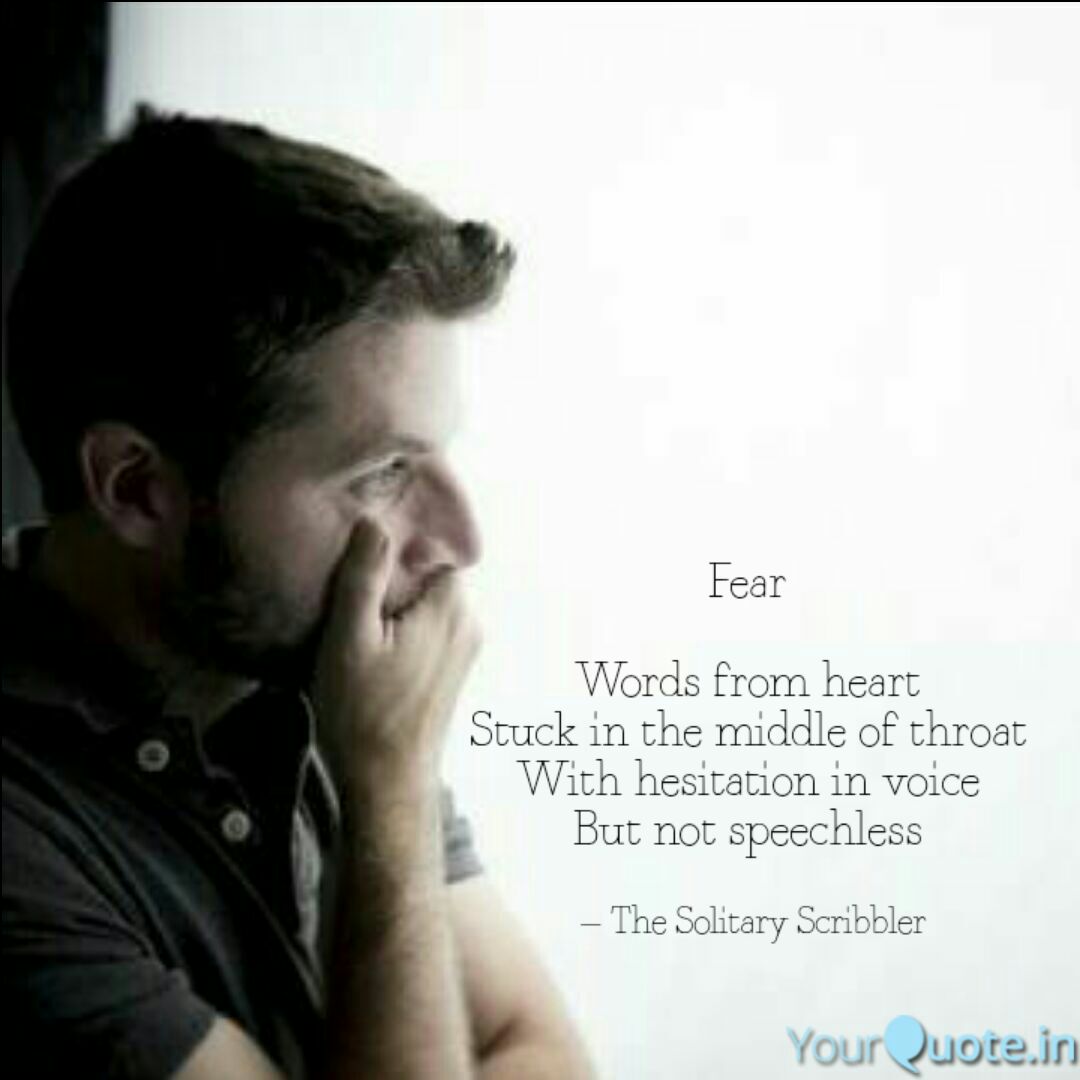 Fear
Words from heart
Stuck in the middle of throat
With hesitation in voice
But not speechless
– The Solitary Scribbler
YourQuote.in